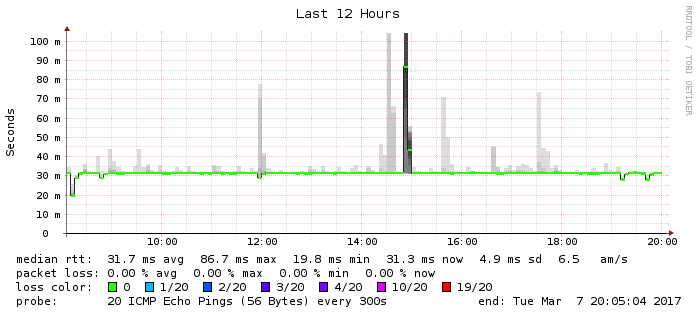 Last 12 Hours
RRDTOOL / TOBI OETIKER
Seconds
100 m
90 m
80 m
70 m
60 m
50 m
40 m
30 m
20 m
10 m
0
10:00 12:00 14:00 16:00 18:00 20:00
median rtt: 31.7 ms avg 86.7 ms max 19.8 ms min 31.3 ms now 4.9 ms sd 6.5 am/s
packet loss: 0.00 % avg 0.00 % max 0.00 % min 0.00 % now
loss color: 0 1/20 2/20 3/20 4/20 10/20 19/20
probe: 20 ICMP Echo Pings (56 Bytes) every 300s end: Tue Mar 7 20:05:04 2017